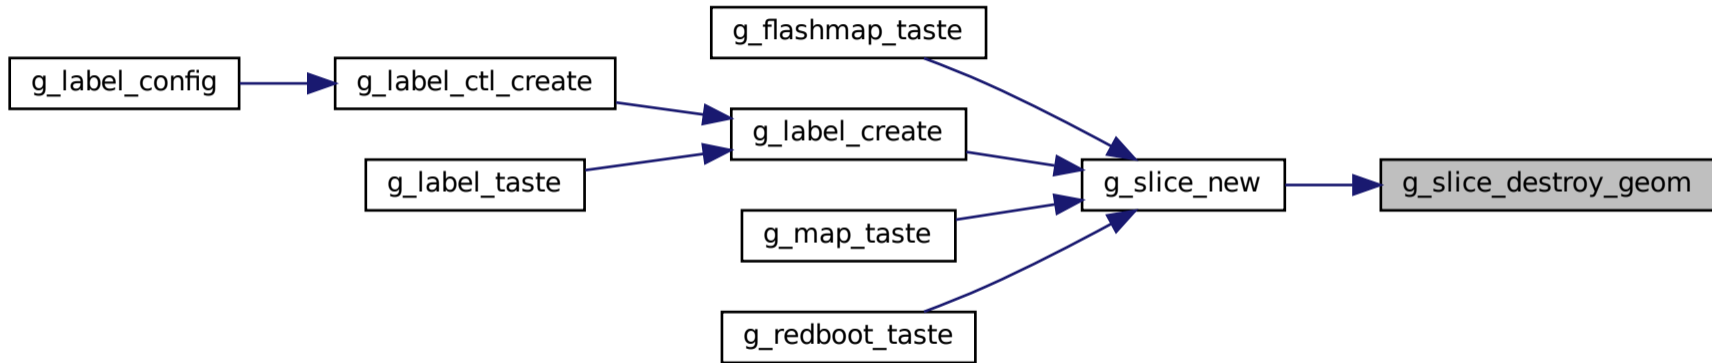 g_flashmap_taste
g_label_config
g_label_ctl_create
g_label_create
g_label_taste
g_slice_new
g_slice_destroy_geom
g_map_taste
g_redboot_taste